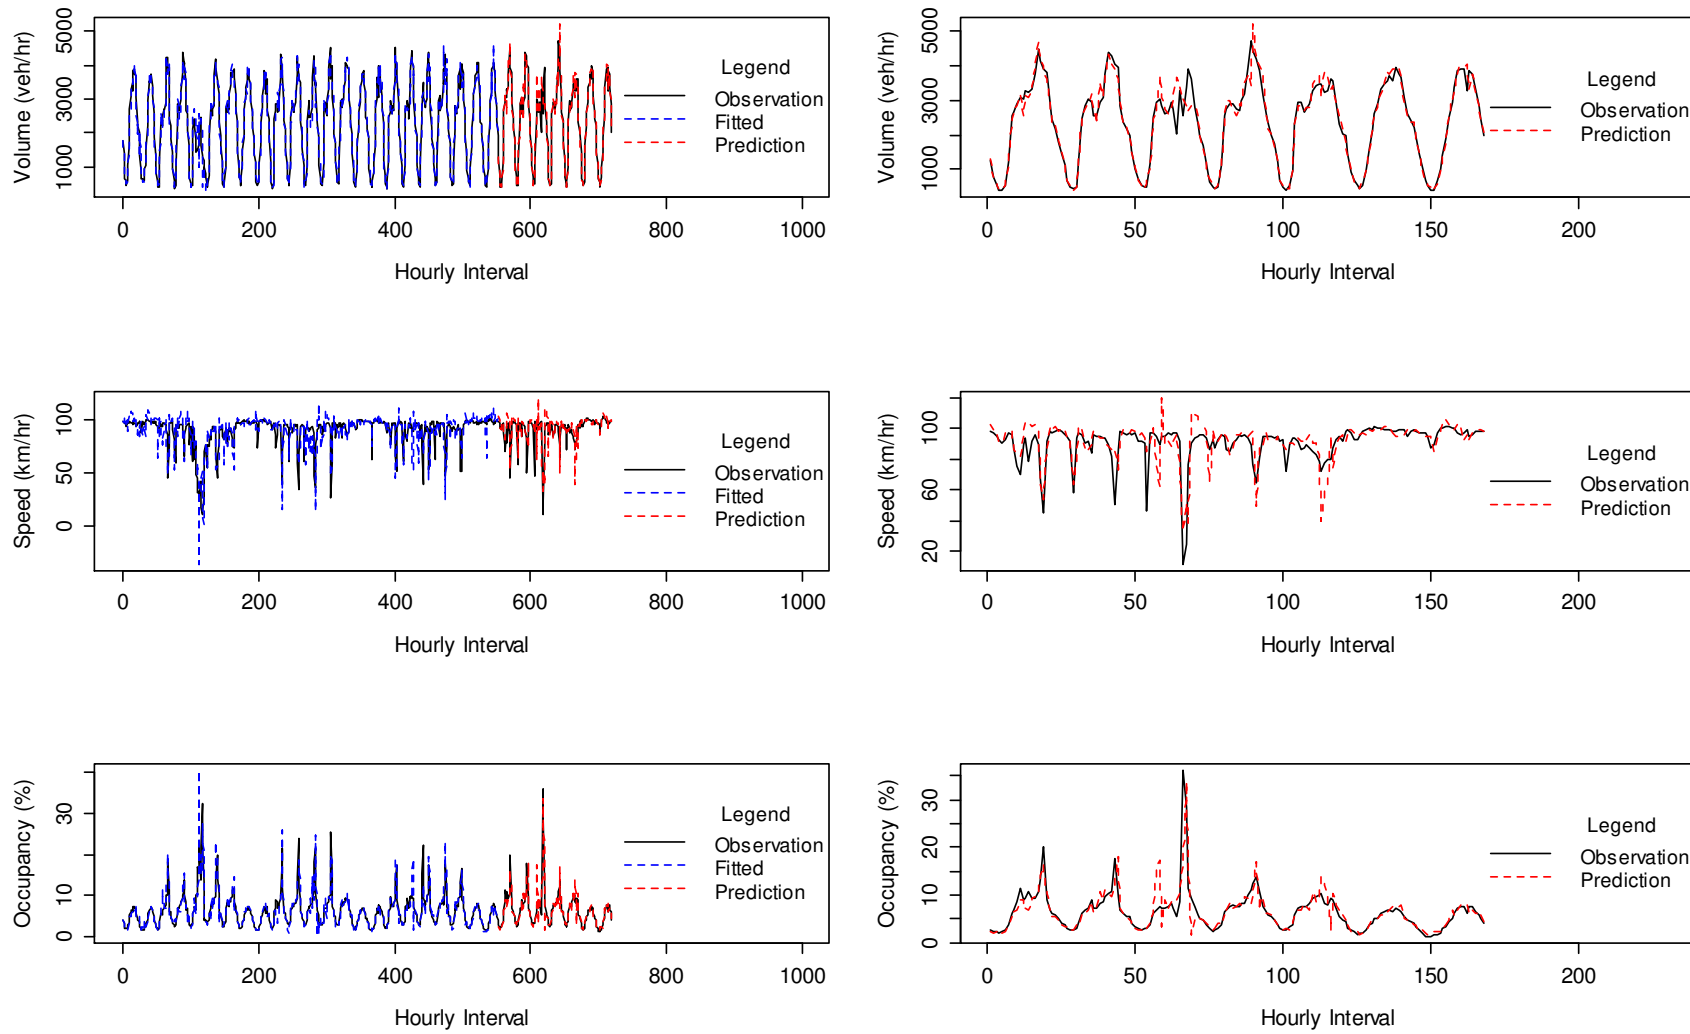 Volume (veh/hr)
1000
3000
5000
Legend
Observation
Fitted
Prediction
0
200
400
600
800
1000
Hourly Interval
Volume (veh/hr)
1000
3000
5000
Legend
Observation
Prediction
0
50
100
150
200
Hourly Interval
Speed (km/hr)
0
50
100
Legend
Observation
Fitted
Prediction
0
200
400
600
800
1000
Hourly Interval
Speed (km/hr)
20
60
100
Legend
Observation
Prediction
0
50
100
150
200
Hourly Interval
Occupancy (%)
0
10
30
Legend
Observation
Fitted
Prediction
0
200
400
600
800
1000
Hourly Interval
Occupancy (%)
0
10
20
30
Legend
Observation
Prediction
0
50
100
150
200
Hourly Interval